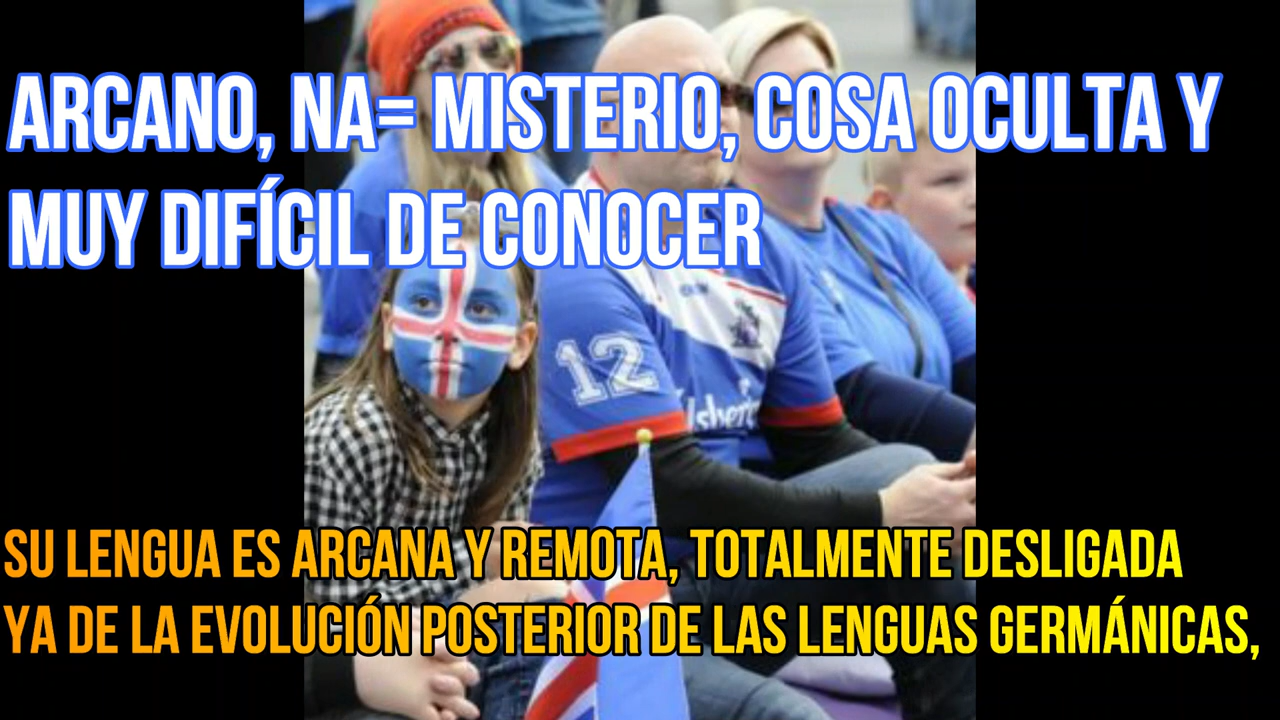 ARCANO, NA= MISTERIO, COSA OCULTA Y
MUY DIFÍCIL DE CONOCER
12
SU LENGUA ES ARCANA Y REMOTA, TOTALMENTE DESLIGADA
YA DE LA EVOLUCIÓN POSTERIOR DE LAS LENGUAS GERMÁNICAS,